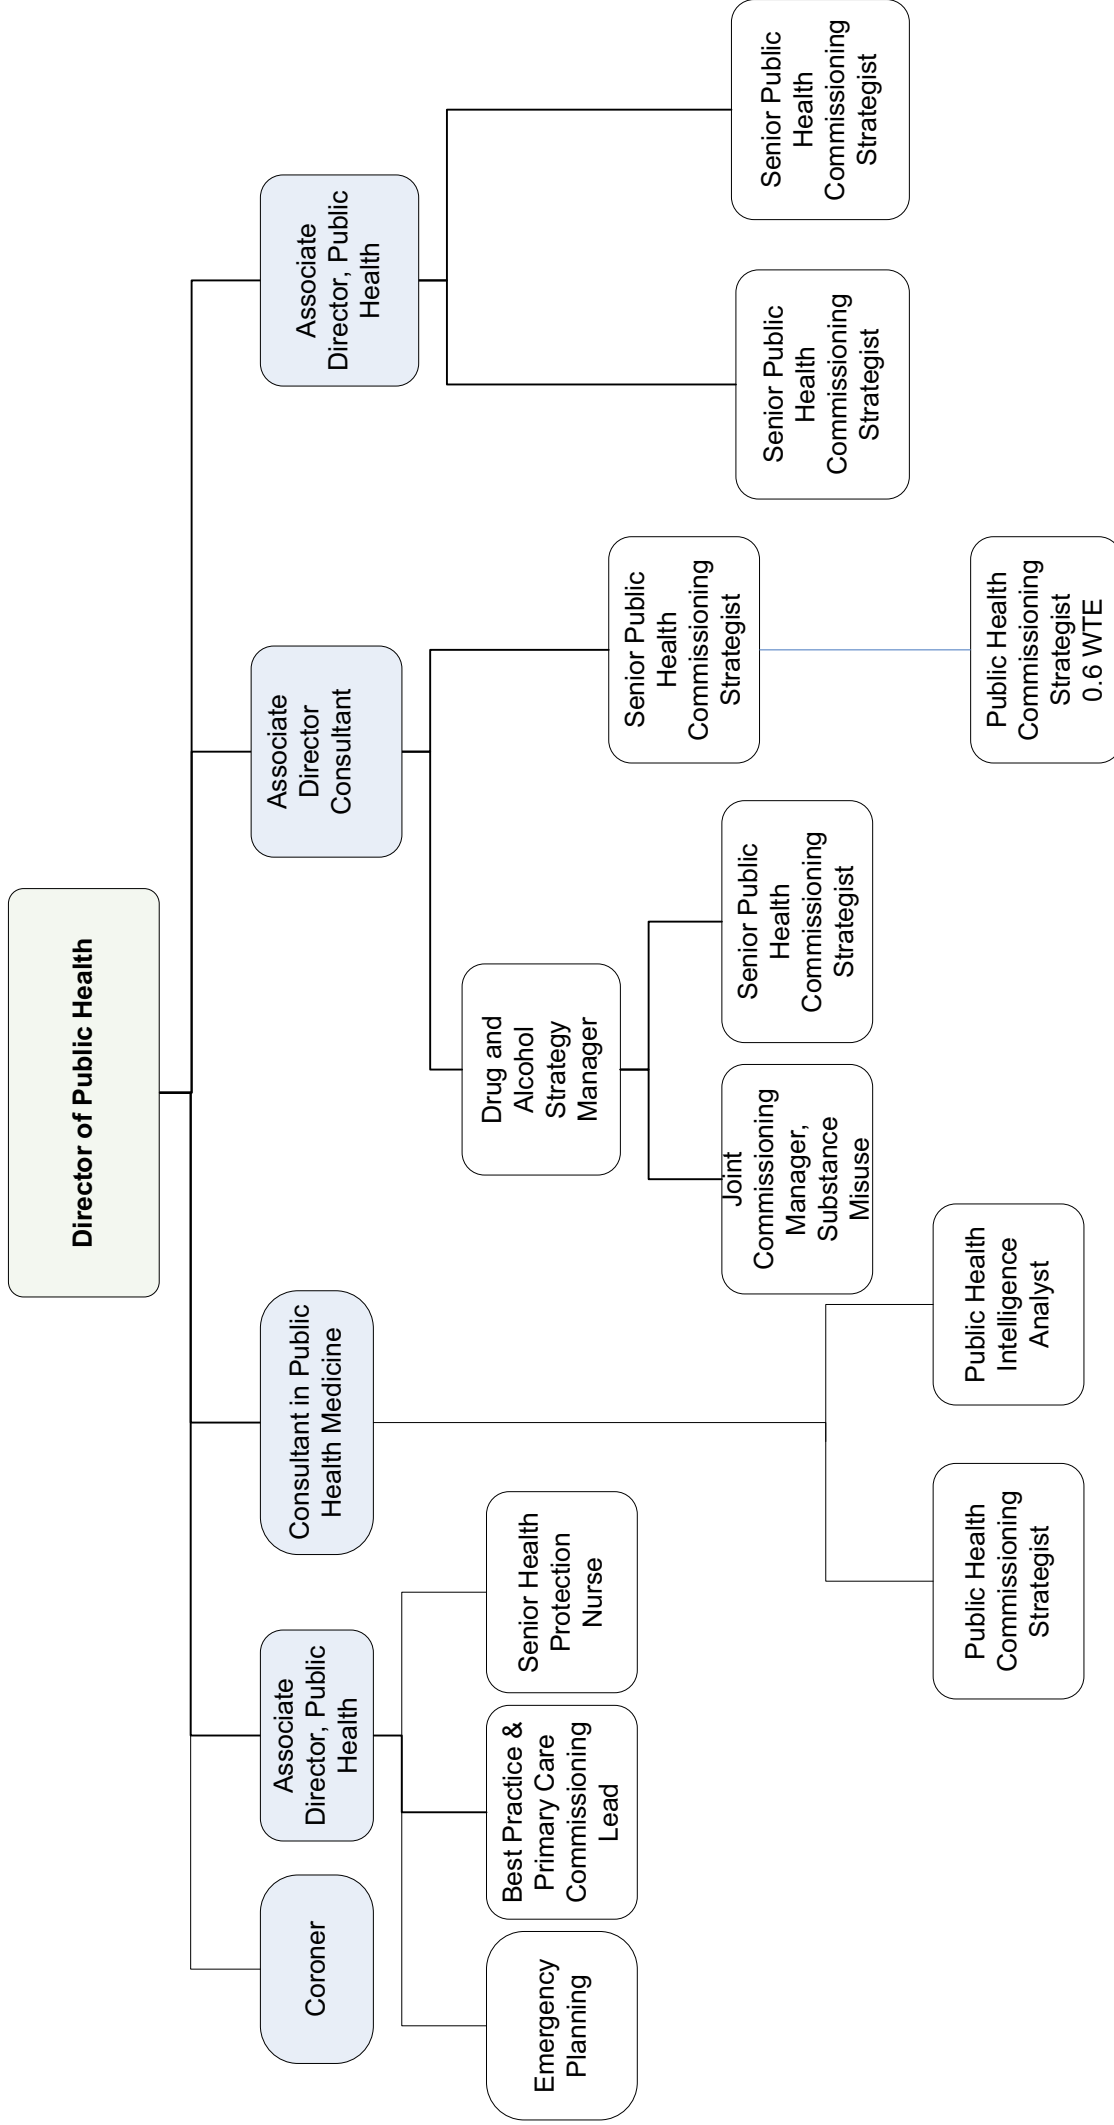 Director of Public Health
Coroner
Associate
Director, Public
Health
Consultant in Public
Health Medicine
Associate
Director
Consultant
Associate
Director, Public
Health
Emergency
Planning
Best Practice &
Primary Care
Commissioning
Lead
Senior Health
Protection
Nurse
Drug and
Alcohol
Strategy
Manager
Senior Public
Health
Commissioning
Strategist
Joint
Commissioning
Manager,
Substance
Misuse
Senior Public
Health
Commissioning
Strategist
Senior Public
Health
Commissioning
Strategist
Senior Public
Health
Commissioning
Strategist
Public Health
Commissioning
Strategist
Public Health
Intelligence
Analyst
Public Health
Commissioning
Strategist
0.6 WTE